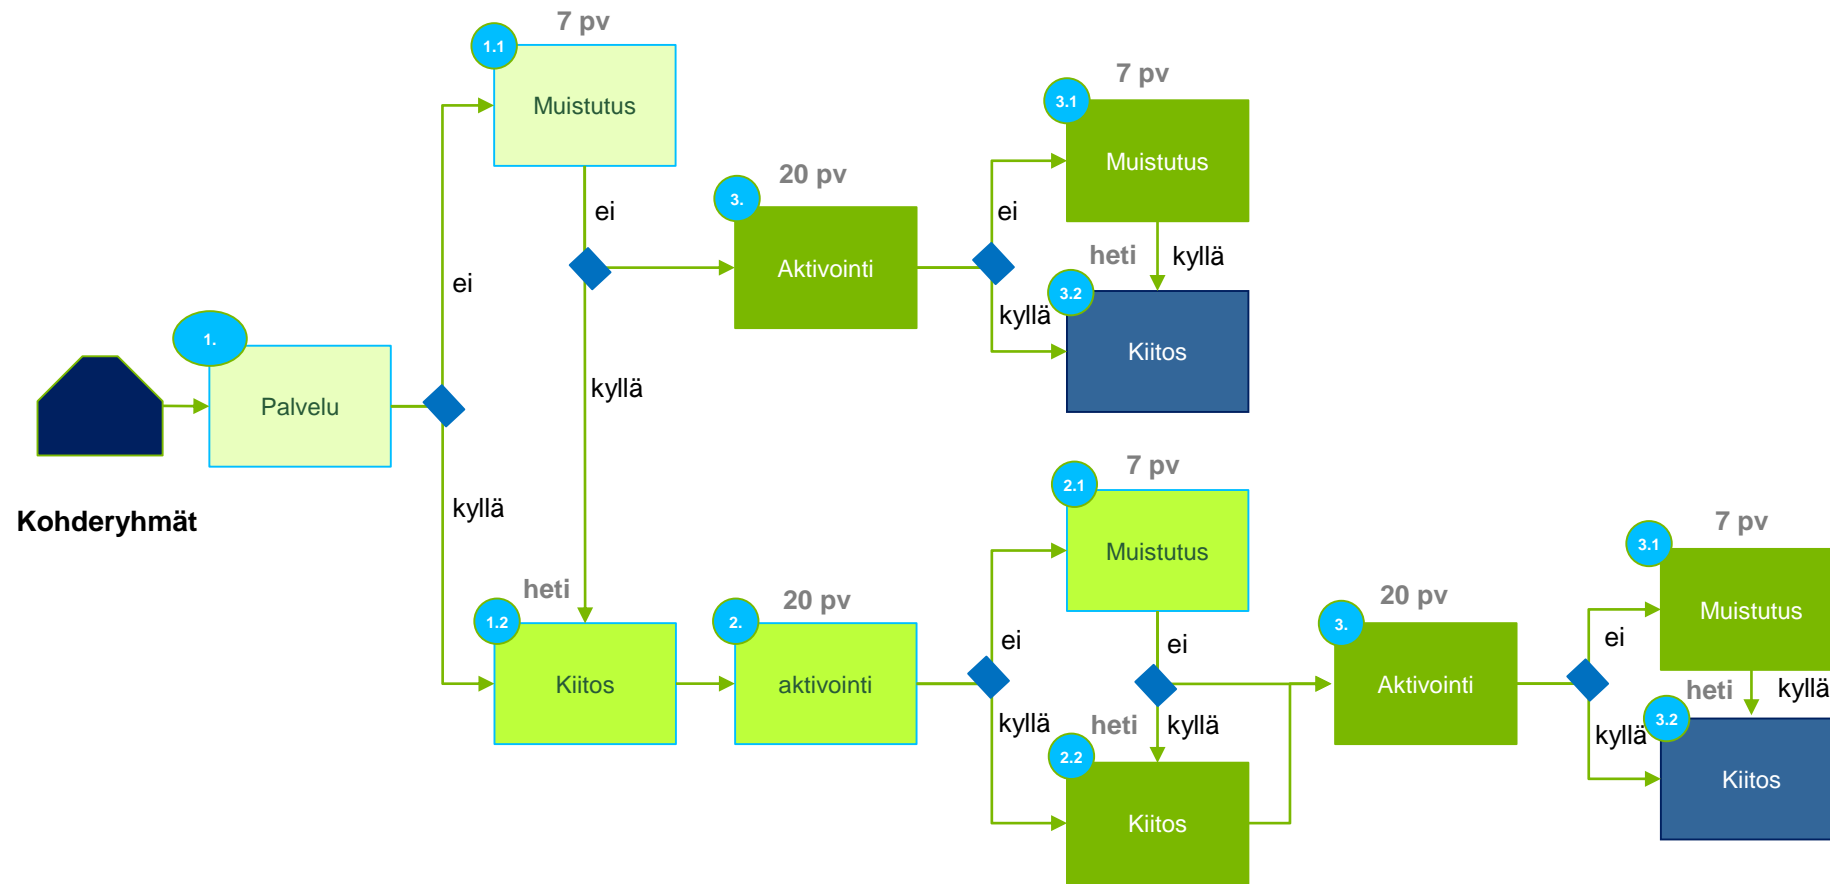 7 pv
1.1
Muistutus
ei
ei
20 pv
3.
Aktivointi
ei
kyllä
7 pv
3.1
Muistutus
heti
kyllä
3.2
Kiitos
1.
Palvelu
Kohderyhmät
kyllä
kyllä
heti
1.2
Kiitos
20 pv
2.
aktivointi
ei
kyllä
7 pv
2.1
Muistutus
ei
heti
kyllä
2.2
Kiitos
20 pv
3.
Aktivointi
ei
kyllä
7 pv
3.1
Muistutus
heti
kyllä
3.2
Kiitos